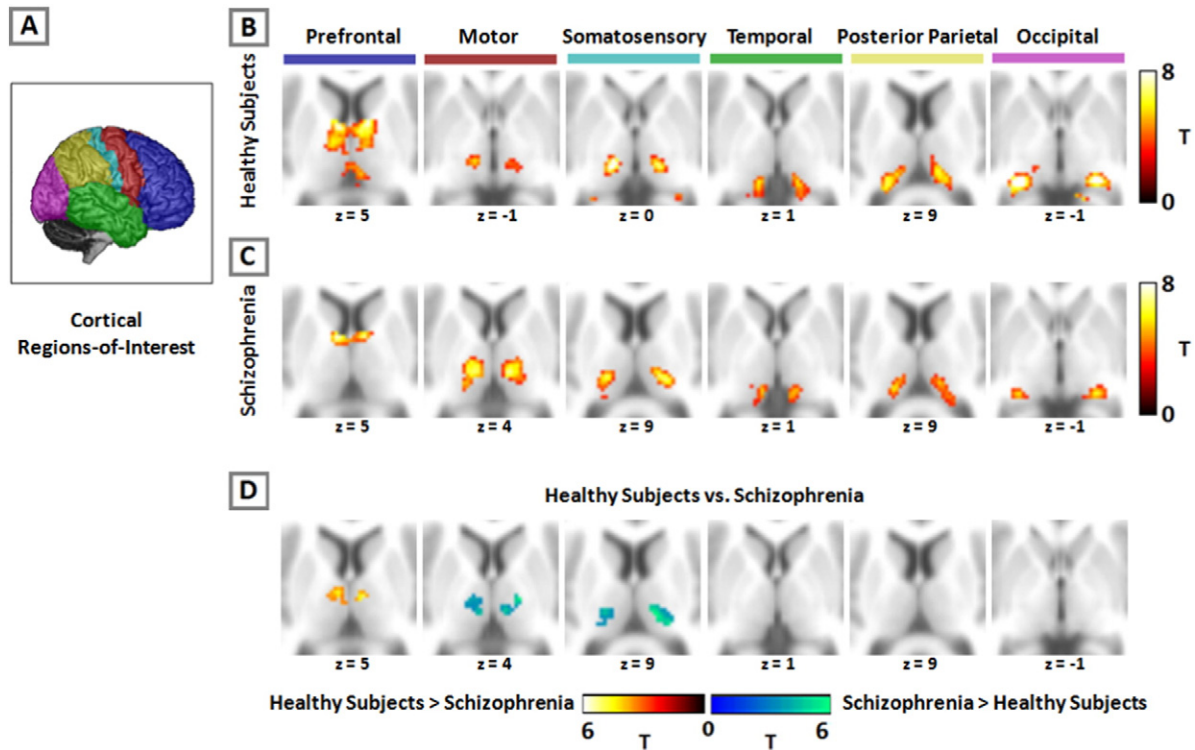 A
B
Prefrontal Motor Somatosensory Temporal Posterior Parietal Occipital
Healthy Subjects
8
T
0
z = 5 z = -1 z = 0 z = 1 z = 9 z = -1
C
Cortical
Regions-of-Interest
Schizophrenia
8
T
0
z = 5 z = 4 z = 9 z = 1 z = 9 z = -1
D
Healthy Subjects vs. Schizophrenia
z = 5 z = 4 z = 9 z = 1 z = 9 z = -1
Healthy Subjects > Schizophrenia Schizophrenia > Healthy Subjects
6 0 6
T T